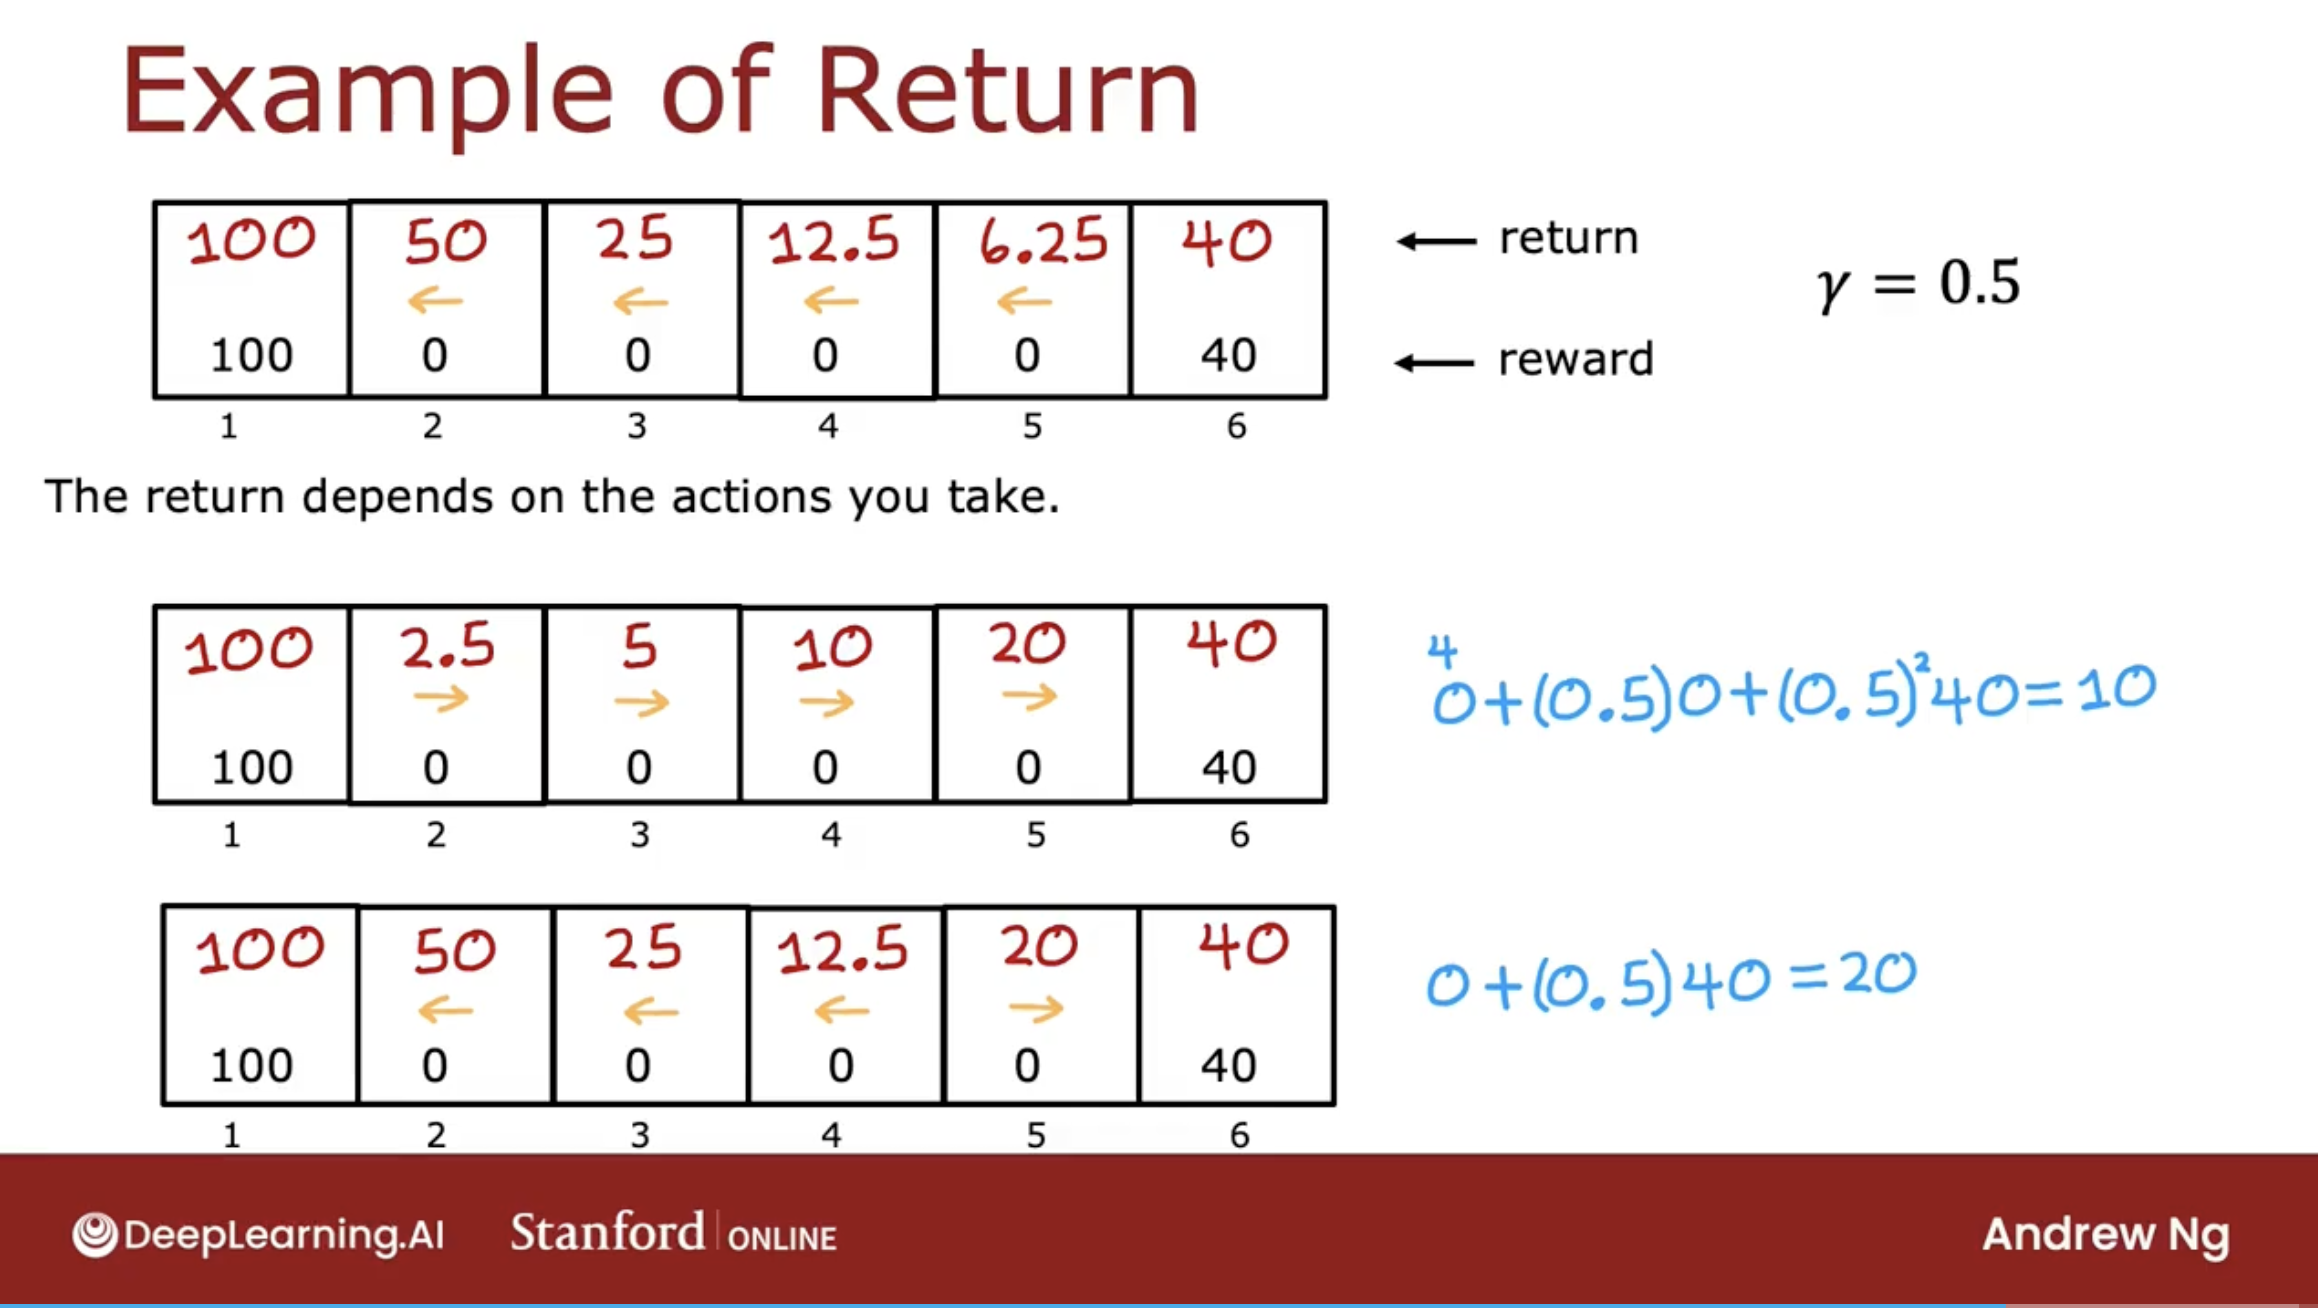 Example of Return
100 50 25 12.5 6.25 40 ← return
← ← ← ← γ = 0.5
100 0 0 0 0 40 ← reward
1 2 3 4 5 6
The return depends on the actions you take.
100 2.5 5 10 20 40 4
→ → → → 0+(0.5)0+(0.5)²40=10
100 0 0 0 0 40
1 2 3 4 5 6
100 50 25 12.5 20 40
← ← ← → 0+(0.5)40=20
100 0 0 0 0 40
1 2 3 4 5 6
DeepLearning.AI Stanford ONLINE Andrew Ng